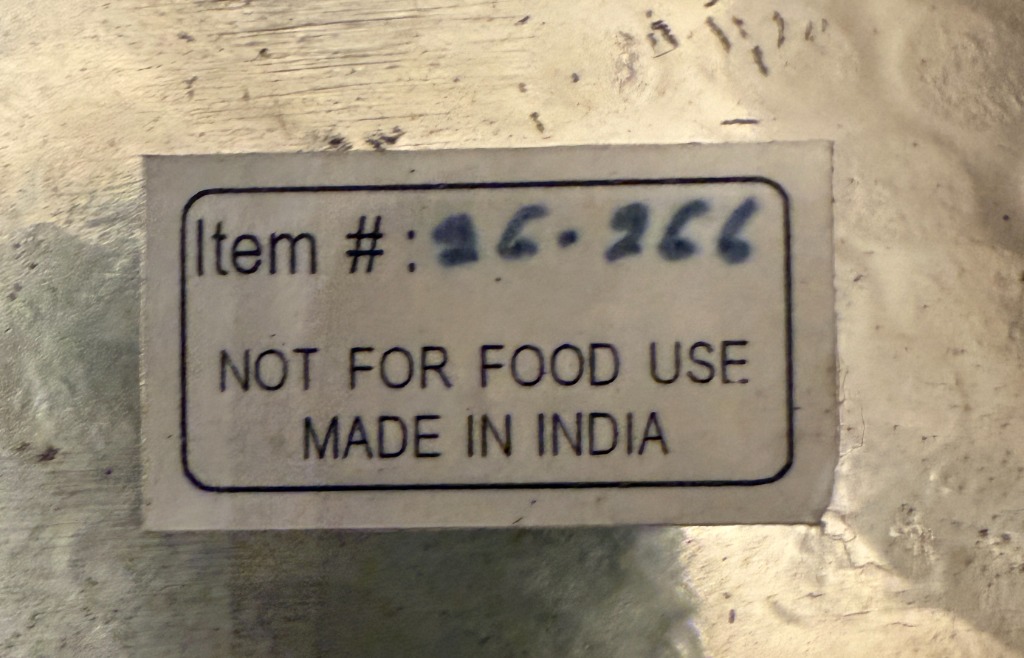 Item #: 26-266
NOT FOR FOOD USE
MADE IN INDIA